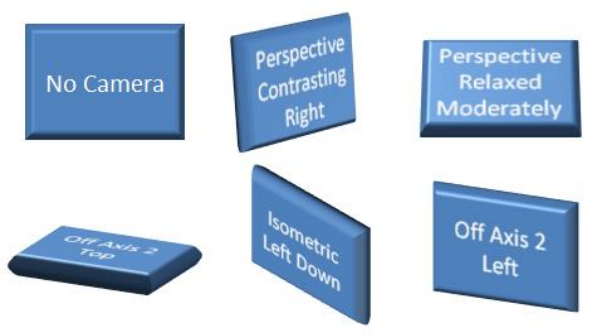 No Camera
Perspective
Contrasting
Right
Perspective
Relaxed
Moderately
Off Axis 2
Top
Isometric
Left Down
Off Axis 2
Left